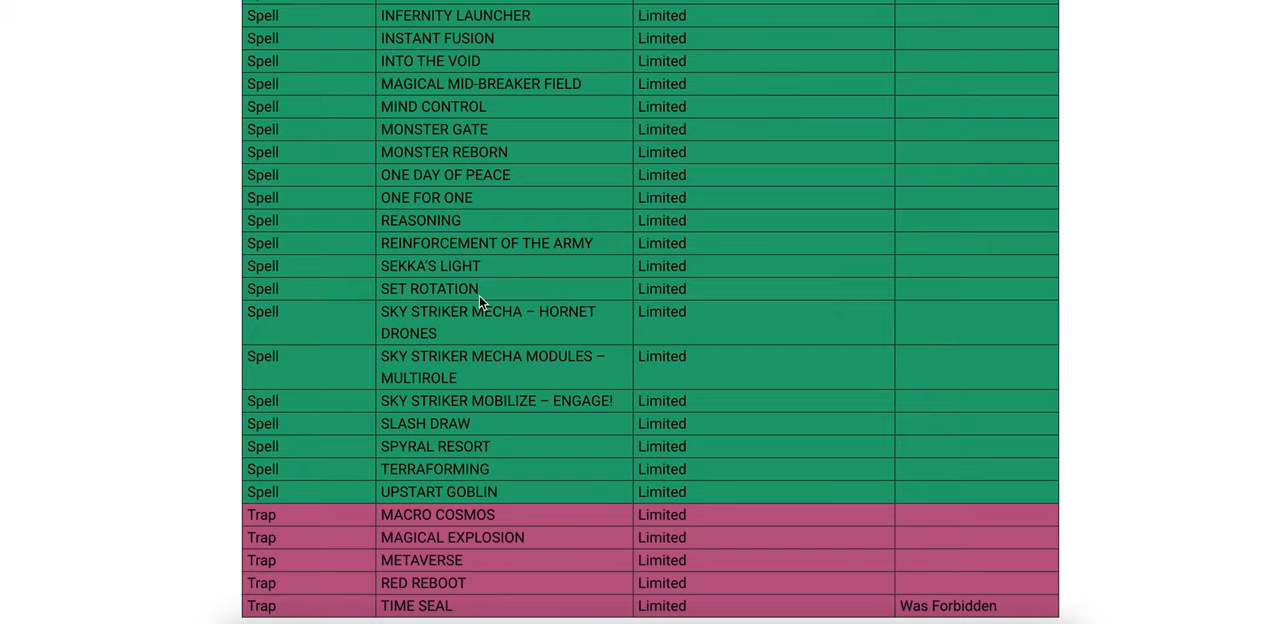 Spell INFERNITY LAUNCHER Limited
Spell INSTANT FUSION Limited
Spell INTO THE VOID Limited
Spell MAGICAL MID-BREAKER FIELD Limited
Spell MIND CONTROL Limited
Spell MONSTER GATE Limited
Spell MONSTER REBORN Limited
Spell ONE DAY OF PEACE Limited
Spell ONE FOR ONE Limited
Spell REASONING Limited
Spell REINFORCEMENT OF THE ARMY Limited
Spell SEKKA’S LIGHT Limited
Spell SET ROTATION Limited
Spell SKY STRIKER MECHA – HORNET Limited
DRONES
Spell SKY STRIKER MECHA MODULES – Limited
MULTIROLE
Spell SKY STRIKER MOBILIZE – ENGAGE! Limited
Spell SLASH DRAW Limited
Spell SPYRAL RESORT Limited
Spell TERRAFORMING Limited
Spell UPSTART GOBLIN Limited
Trap MACRO COSMOS Limited
Trap MAGICAL EXPLOSION Limited
Trap METAVERSE Limited
Trap RED REBOOT Limited
Trap TIME SEAL Limited Was Forbidden